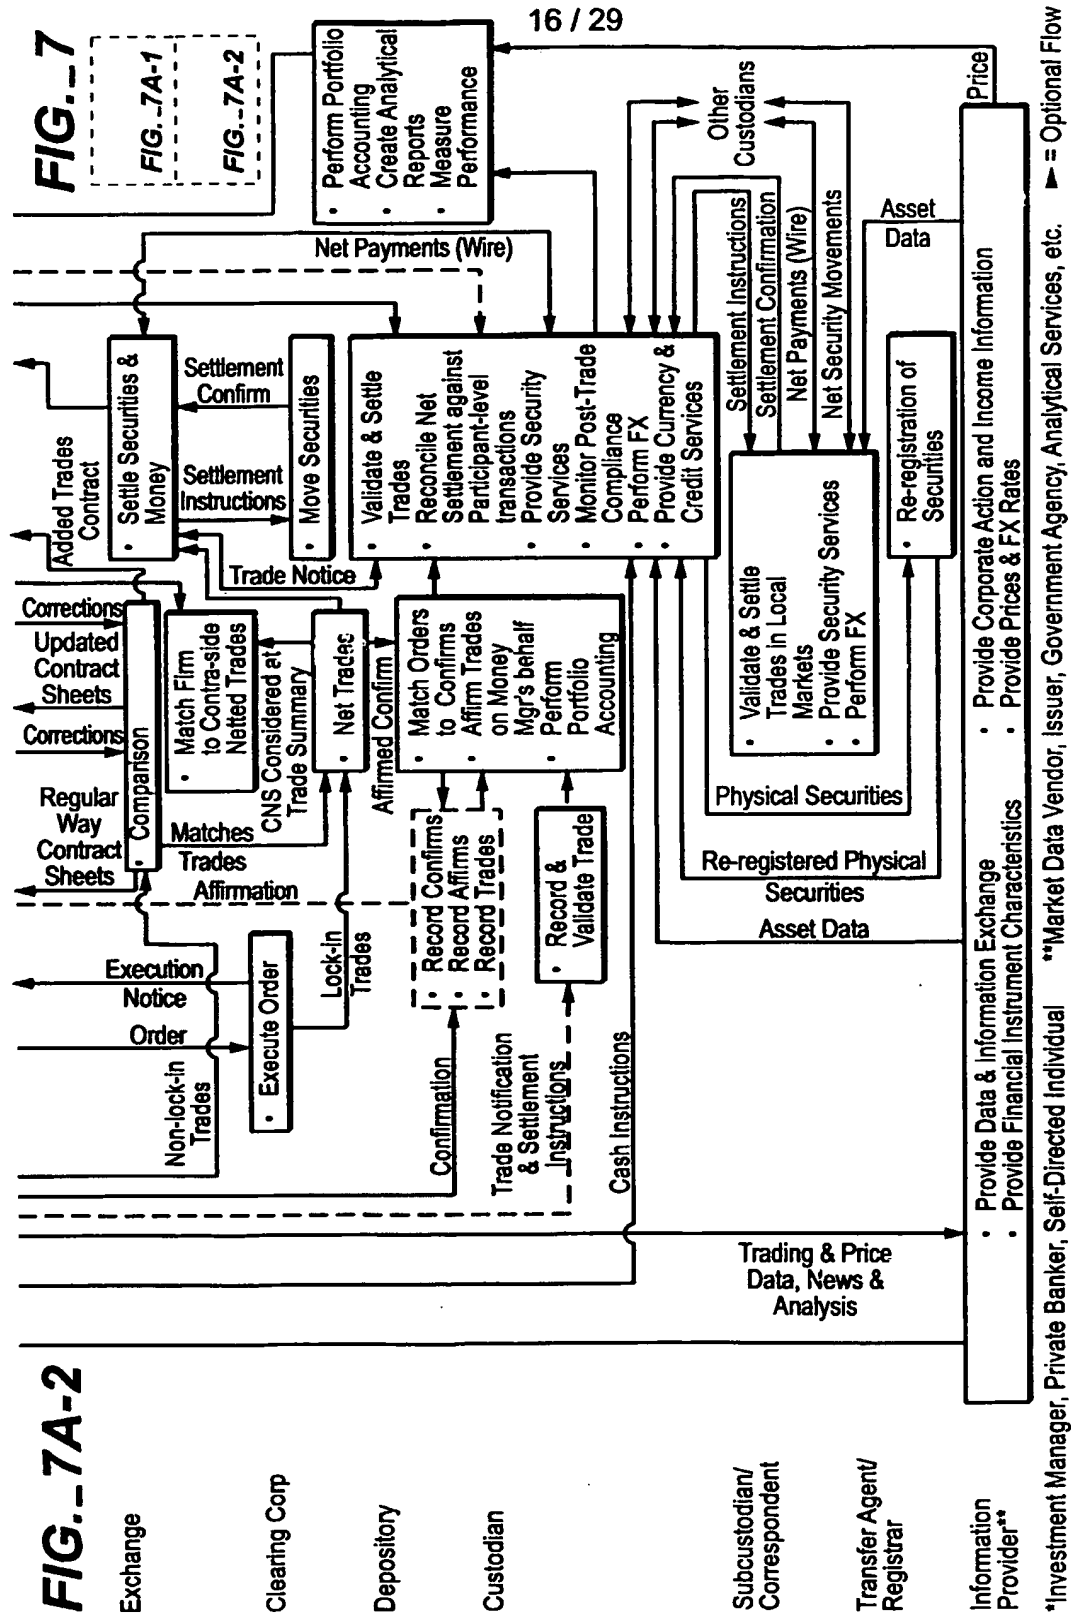 16 / 29
FIG._7A-2
FIG._7
FIG._7A-1
FIG._7A-2
Exchange
Clearing Corp
Depository
Custodian
Subcustodian/
Correspondent
Transfer Agent/
Registrar
Information
Provider**
Regular
Way
Contract
Sheets
Corrections
Updated
Contract
Sheets
Corrections
Added Trades
Contract
• Comparison
Execution
Notice
Order
Non-lock-in
Trades
• Execute Order
Affirmation
Matches
Trades
Lock-in
Trades
• Match Firm
to Contra-side
Netted Trades
CNS Considered at
Trade Summary
• Net Trades
Affirmed Confirm
Trade Notice
• Settle Securities &
Money
Settlement
Confirm
Settlement
Instructions
• Move Securities
Net Payments (Wire)
• Perform Portfolio
Accounting
• Create Analytical
Reports
• Measure
Performance
Confirmation
• Record Confirms
• Record Affirms
• Record Trades
• Match Orders
to Confirms
• Affirm Trades
on Money
Mgr's behalf
• Perform
Portfolio
Accounting
Trade Notification
& Settlement
Instructions
• Record &
Validate Trade
Cash Instructions
• Validate & Settle
Trades
• Reconcile Net
Settlement against
Participant-level
transactions
• Provide Security
Services
• Monitor Post-Trade
Compliance
• Perform FX
• Provide Currency &
Credit Services
Other
Custodians
Settlement Instructions
Settlement Confirmation
Net Payments (Wire)
Net Security Movements
• Validate & Settle
Trades in Local
Markets
• Provide Security Services
• Perform FX
Physical Securities
Re-registered Physical
Securities
Asset Data
Asset
Data
• Re-registration of
Securities
Price
Trading & Price
Data, News &
Analysis
• Provide Data & Information Exchange
• Provide Financial Instrument Characteristics
• Provide Corporate Action and Income Information
• Provide Prices & FX Rates
*Investment Manager, Private Banker, Self-Directed Individual **Market Data Vendor, Issuer, Government Agency, Analytical Services, etc. ► = Optional Flow